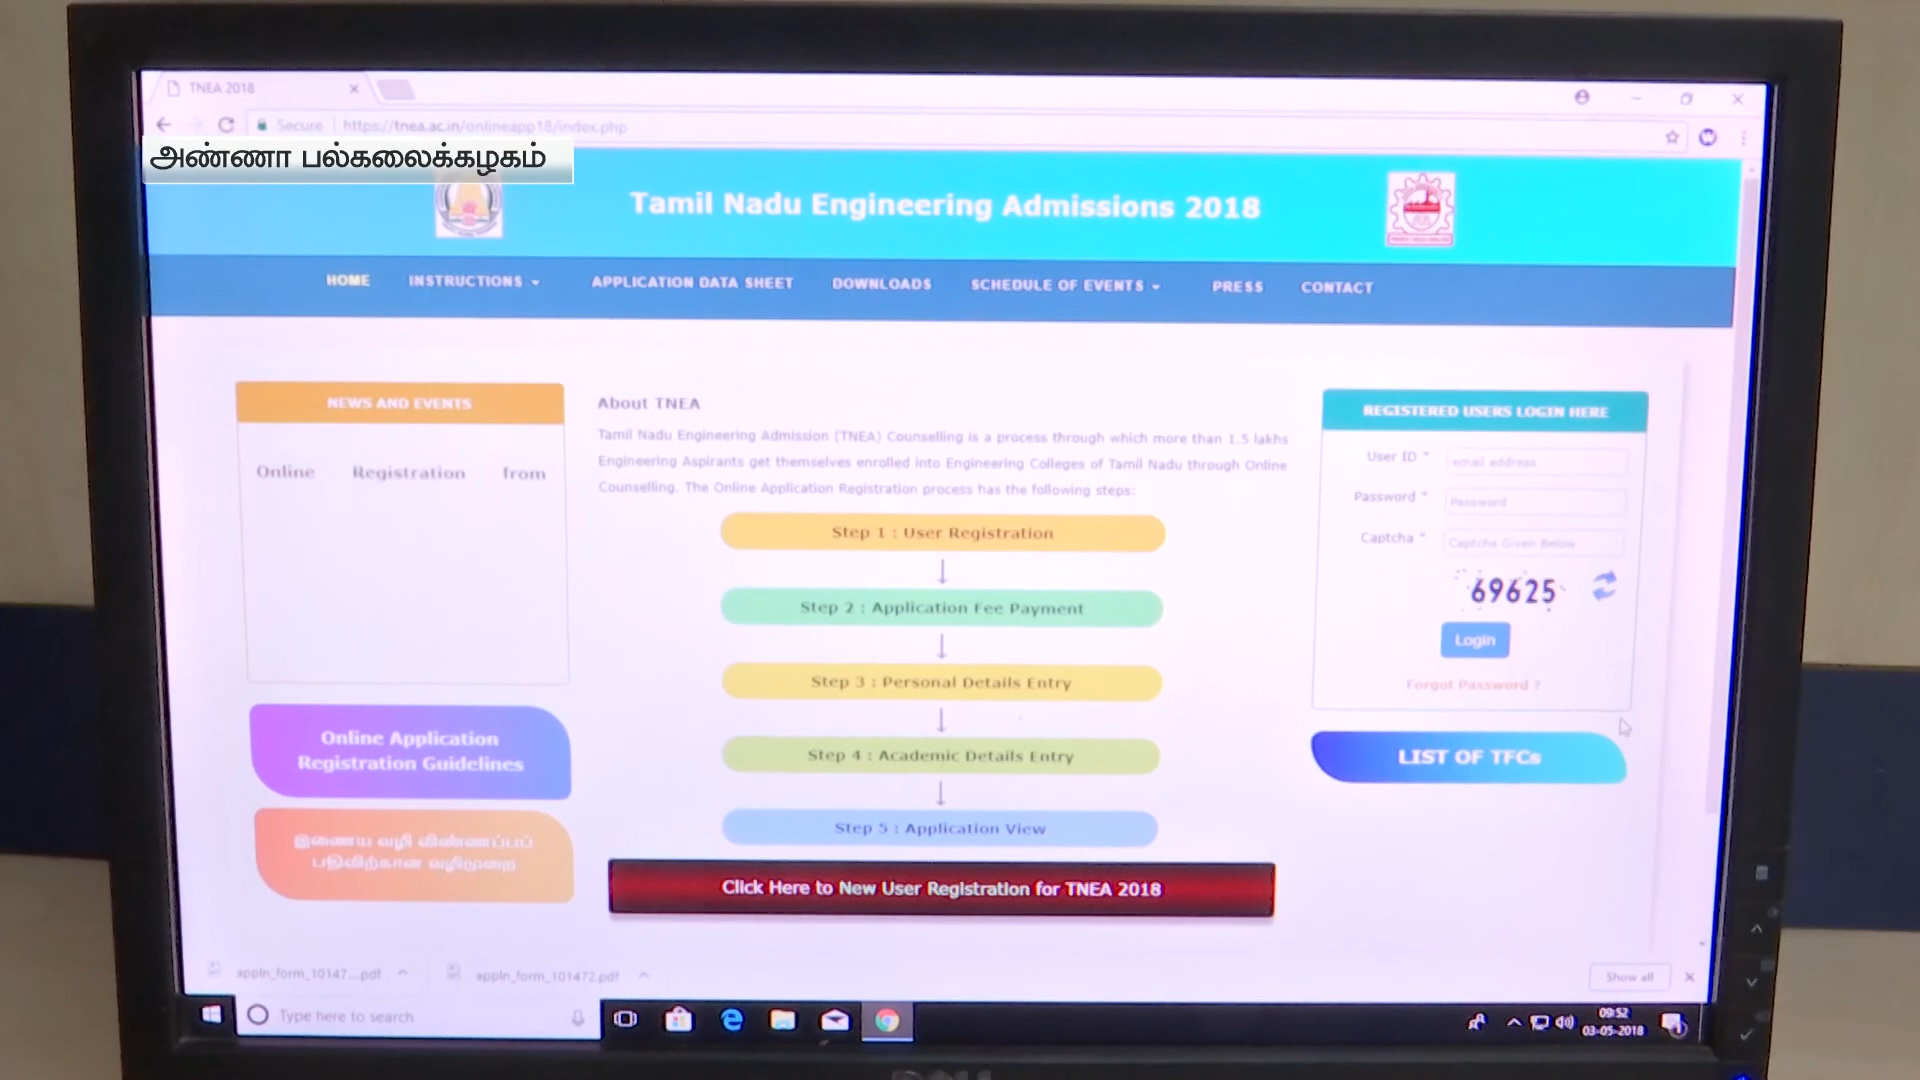 TNEA 2018
Secure https://tnea.ac.in/onlineapp18/index.php
அண்ணா பல்கலைக்கழகம்
Tamil Nadu Engineering Admissions 2018
HOME INSTRUCTIONS APPLICATION DATA SHEET DOWNLOADS SCHEDULE OF EVENTS PRESS CONTACT
NEWS AND EVENTS
Online Registration from
Online Application
Registration Guidelines
இணைய வழி விண்ணப்பப்
பதிவிற்கான வழிமுறை
About TNEA
Tamil Nadu Engineering Admission (TNEA) Counselling is a process through which more than 1.5 lakhs
Engineering Aspirants get themselves enrolled into Engineering Colleges of Tamil Nadu through Online
Counselling. The Online Application Registration process has the following steps:
Step 1 : User Registration
Step 2 : Application Fee Payment
Step 3 : Personal Details Entry
Step 4 : Academic Details Entry
Step 5 : Application View
Click Here to New User Registration for TNEA 2018
REGISTERED USERS LOGIN HERE
User ID * email address
Password * Password
Captcha * Captcha Given Below
69625
Login
Forgot Password ?
LIST OF TFCs
appln_form_10147....pdf appln_form_101472.pdf Show all
Type here to search
09:52
03-05-2018